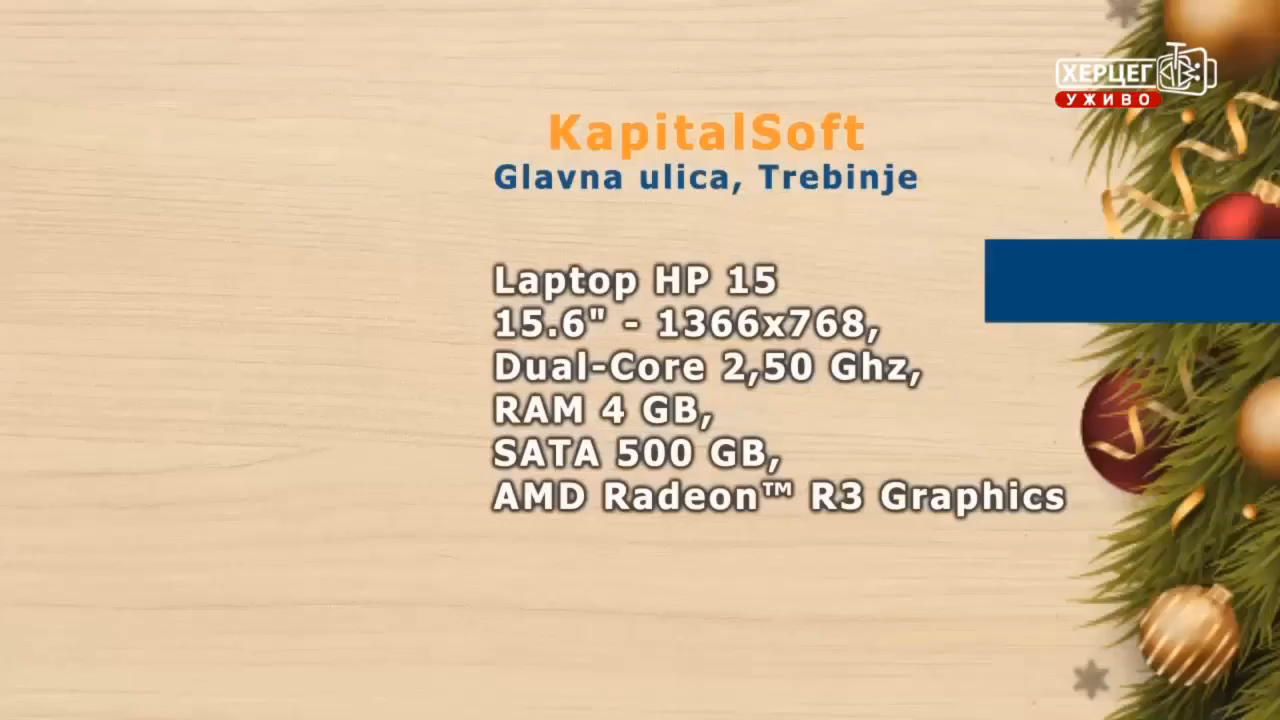 ХЕРЦЕГ
УЖИВО
KapitalSoft
Glavna ulica, Trebinje
Laptop HP 15
15.6" - 1366x768,
Dual-Core 2,50 Ghz,
RAM 4 GB,
SATA 500 GB,
AMD Radeon™ R3 Graphics